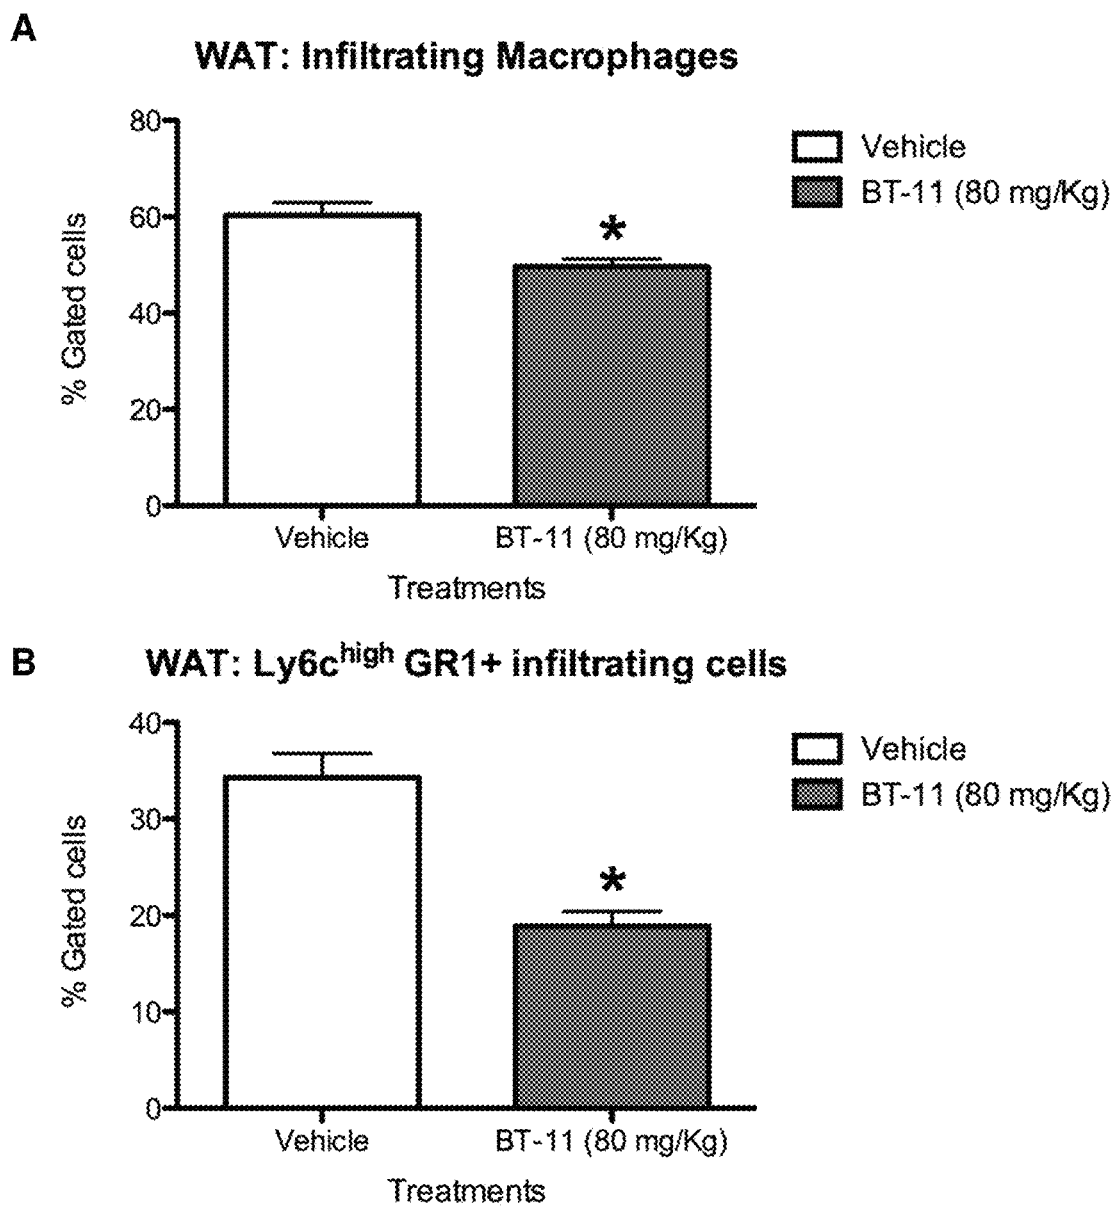 A
WAT: Infiltrating Macrophages
80
60
40
20
0
% Gated cells
*
Vehicle
BT-11 (80 mg/Kg)
Treatments
Vehicle
BT-11 (80 mg/Kg)
B
WAT: Ly6c^high GR1+ infiltrating cells
40
30
20
10
0
% Gated cells
*
Vehicle
BT-11 (80 mg/Kg)
Treatments
Vehicle
BT-11 (80 mg/Kg)